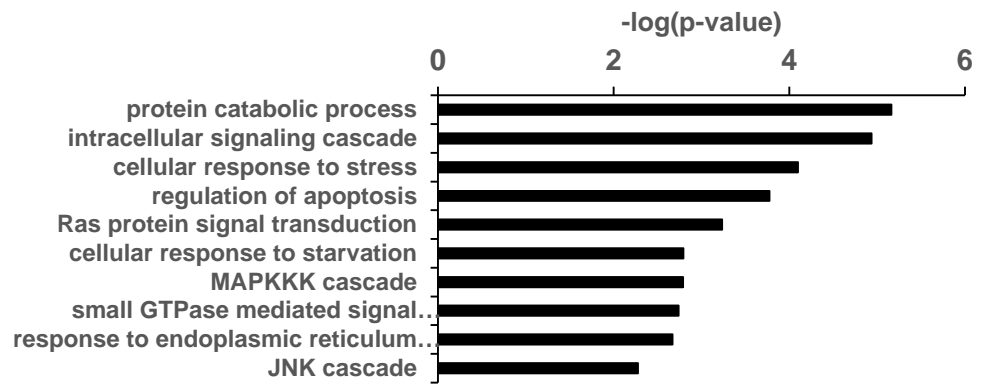 -log(p-value)
0 2 4 6
protein catabolic process
intracellular signaling cascade
cellular response to stress
regulation of apoptosis
Ras protein signal transduction
cellular response to starvation
MAPKKK cascade
small GTPase mediated signal…
response to endoplasmic reticulum…
JNK cascade